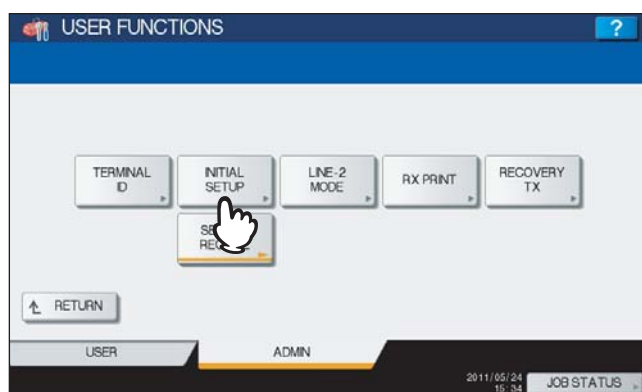 USER FUNCTIONS
?
TERMINAL
ID
INITIAL
SETUP
LINE-2
MODE
RX PRINT
RECOVERY
TX
RETURN
USER
ADMIN
2011/05/24
15:34
JOB STATUS